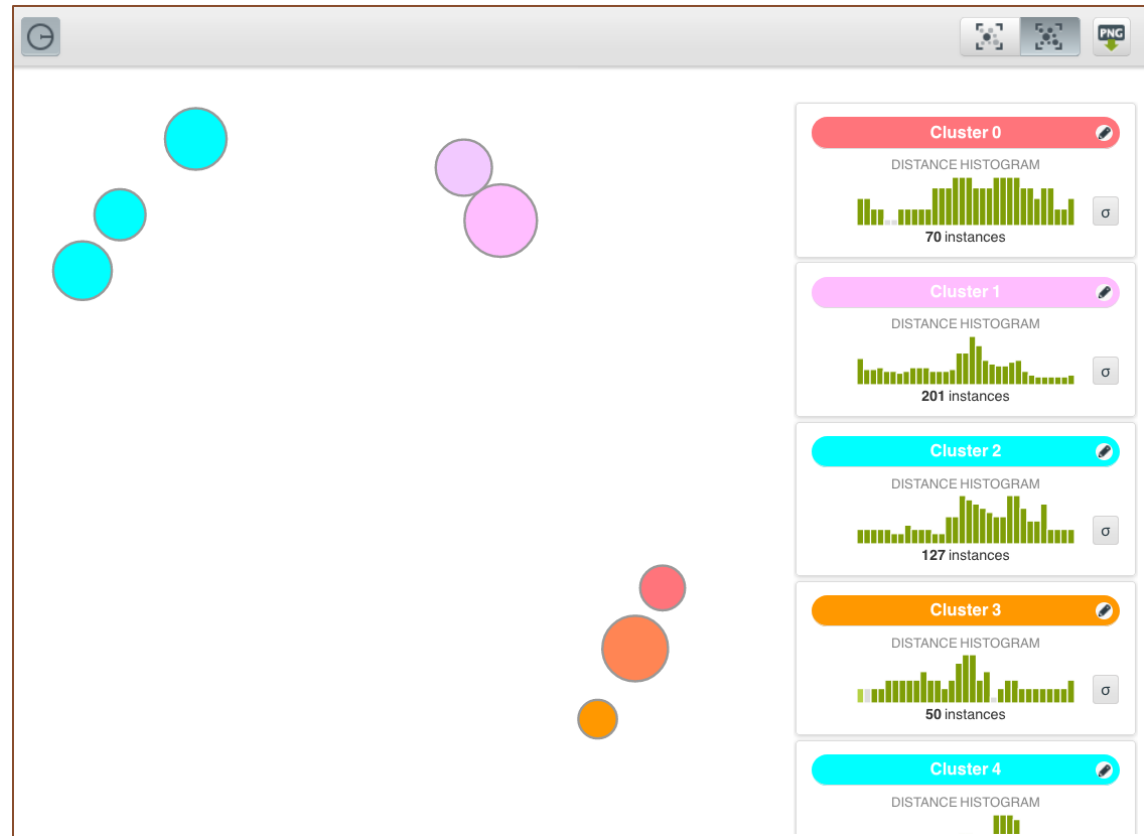 PNG
Cluster 0
DISTANCE HISTOGRAM
σ
70 instances
Cluster 1
DISTANCE HISTOGRAM
σ
201 instances
Cluster 2
DISTANCE HISTOGRAM
σ
127 instances
Cluster 3
DISTANCE HISTOGRAM
σ
50 instances
Cluster 4
DISTANCE HISTOGRAM